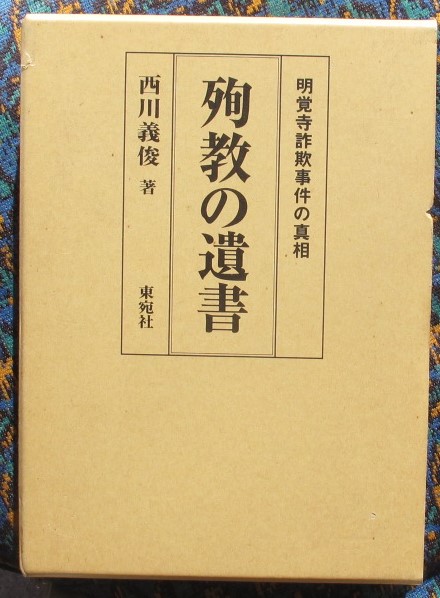 明覚寺詐欺事件の真相
殉教の遺書
西川義俊 著
東宛社